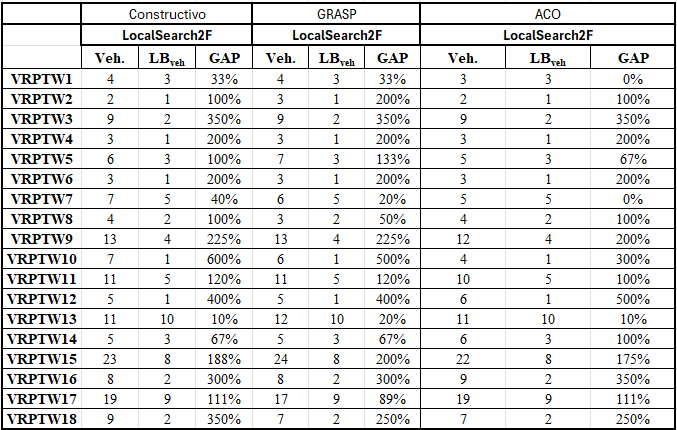 Constructivo GRASP ACO
LocalSearch2F LocalSearch2F LocalSearch2F
Veh. LBveh GAP Veh. LBveh GAP Veh. LBveh GAP
VRPTW1 4 3 33% 4 3 33% 3 3 0%
VRPTW2 2 1 100% 3 1 200% 2 1 100%
VRPTW3 9 2 350% 9 2 350% 9 2 350%
VRPTW4 3 1 200% 3 1 200% 3 1 200%
VRPTW5 6 3 100% 7 3 133% 5 3 67%
VRPTW6 3 1 200% 3 1 200% 3 1 200%
VRPTW7 7 5 40% 6 5 20% 5 5 0%
VRPTW8 4 2 100% 3 2 50% 4 2 100%
VRPTW9 13 4 225% 13 4 225% 12 4 200%
VRPTW10 7 1 600% 6 1 500% 4 1 300%
VRPTW11 11 5 120% 11 5 120% 10 5 100%
VRPTW12 5 1 400% 5 1 400% 6 1 500%
VRPTW13 11 10 10% 12 10 20% 11 10 10%
VRPTW14 5 3 67% 5 3 67% 6 3 100%
VRPTW15 23 8 188% 24 8 200% 22 8 175%
VRPTW16 8 2 300% 8 2 300% 9 2 350%
VRPTW17 19 9 111% 17 9 89% 19 9 111%
VRPTW18 9 2 350% 7 2 250% 7 2 250%